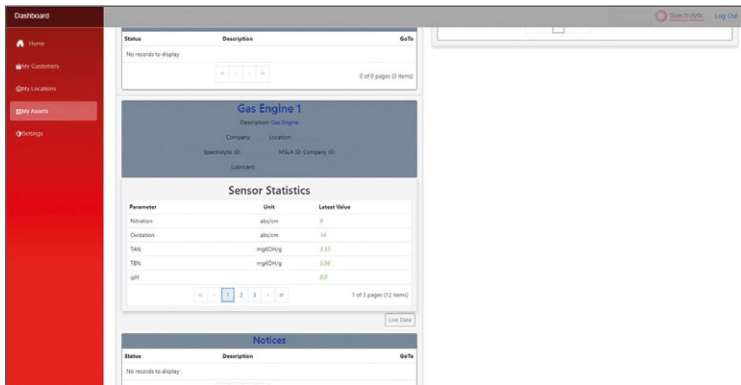 Dashboard
Spectrolytic
Log Out
Home
My Customers
My Locations
My Assets
Settings
Status Description GoTo
No records to display
0 of 0 pages (0 items)
Gas Engine 1
Description: Gas Engine
Company: Location:
Spectrolytic ID: MSLA ID: Company ID:
Lubricant:
Sensor Statistics
Parameter Unit Latest Value
Nitration abs/cm 9
Oxidation abs/cm 14
TAN mgKOH/g 3.37
TBN mgKOH/g 5.56
ipH
1 2 3 1 of 3 pages (12 items)
Live Data
Notices
Status Description GoTo
No records to display